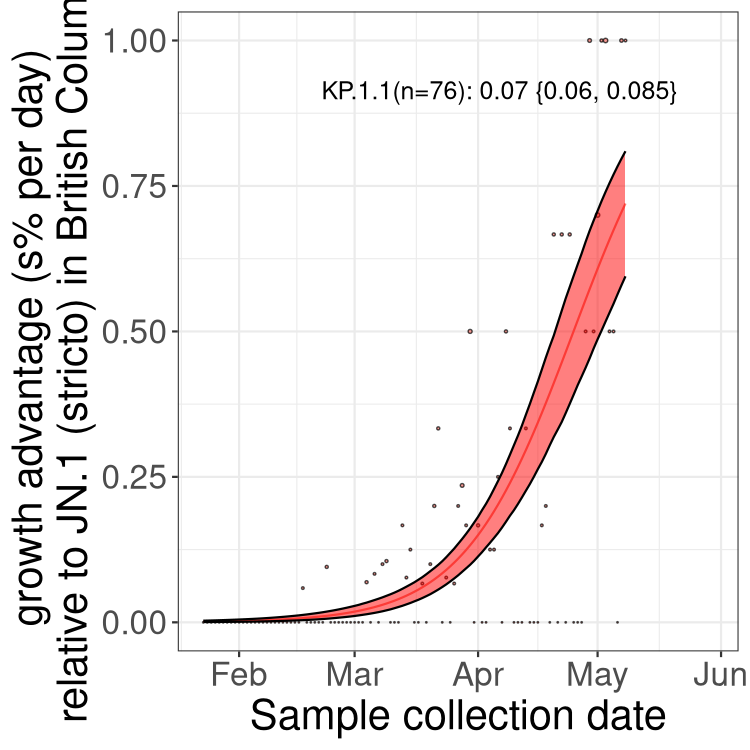 growth advantage (s% per day)
relative to JN.1 (stricto) in British Colum
1.00
0.75
0.50
0.25
0.00
KP.1.1(n=76): 0.07 {0.06, 0.085}
Feb Mar Apr May Jun
Sample collection date